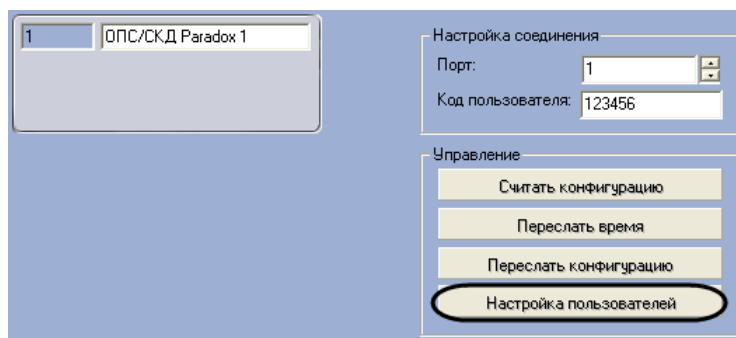 1 ОПС/СКД Paradox 1
Настройка соединения
Порт: 1
Код пользователя: 123456
Управление
Считать конфигурацию
Переслать время
Переслать конфигурацию
Настройка пользователей